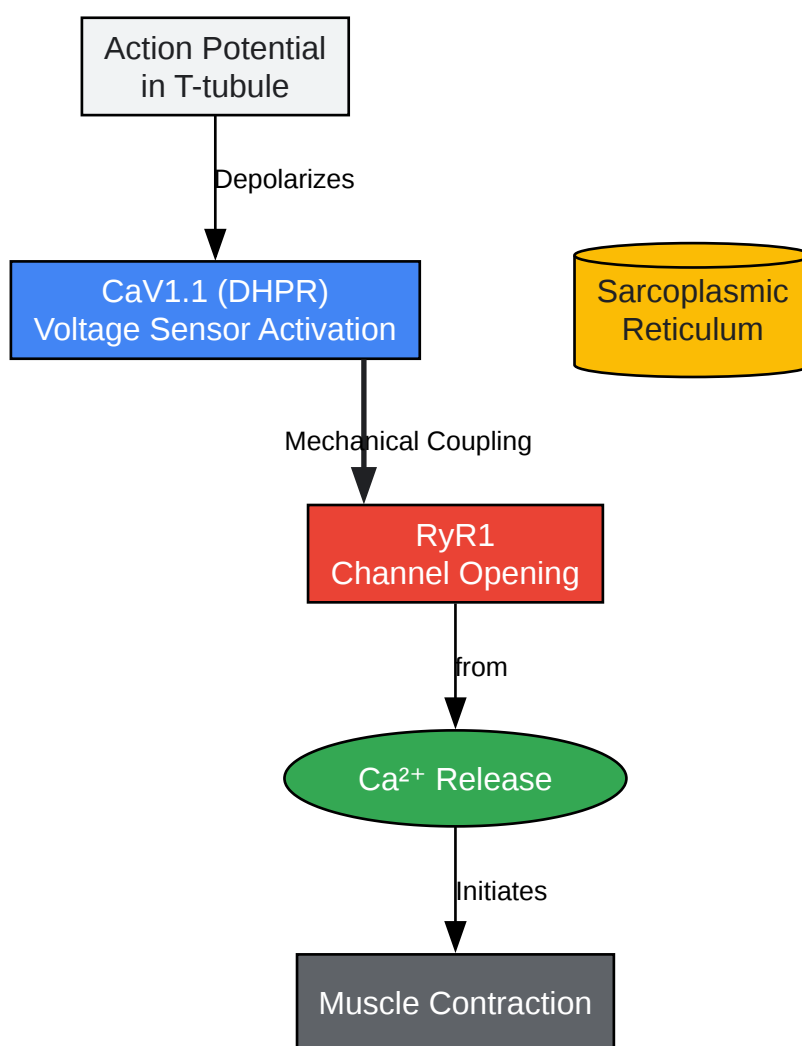 Action Potential
in T-tubule
Depolarizes
CaV1.1 (DHPR)
Voltage Sensor Activation
Sarcoplasmic
Reticulum
Mechanical Coupling
RyR1
Channel Opening
from
Ca²⁺ Release
Initiates
Muscle Contraction